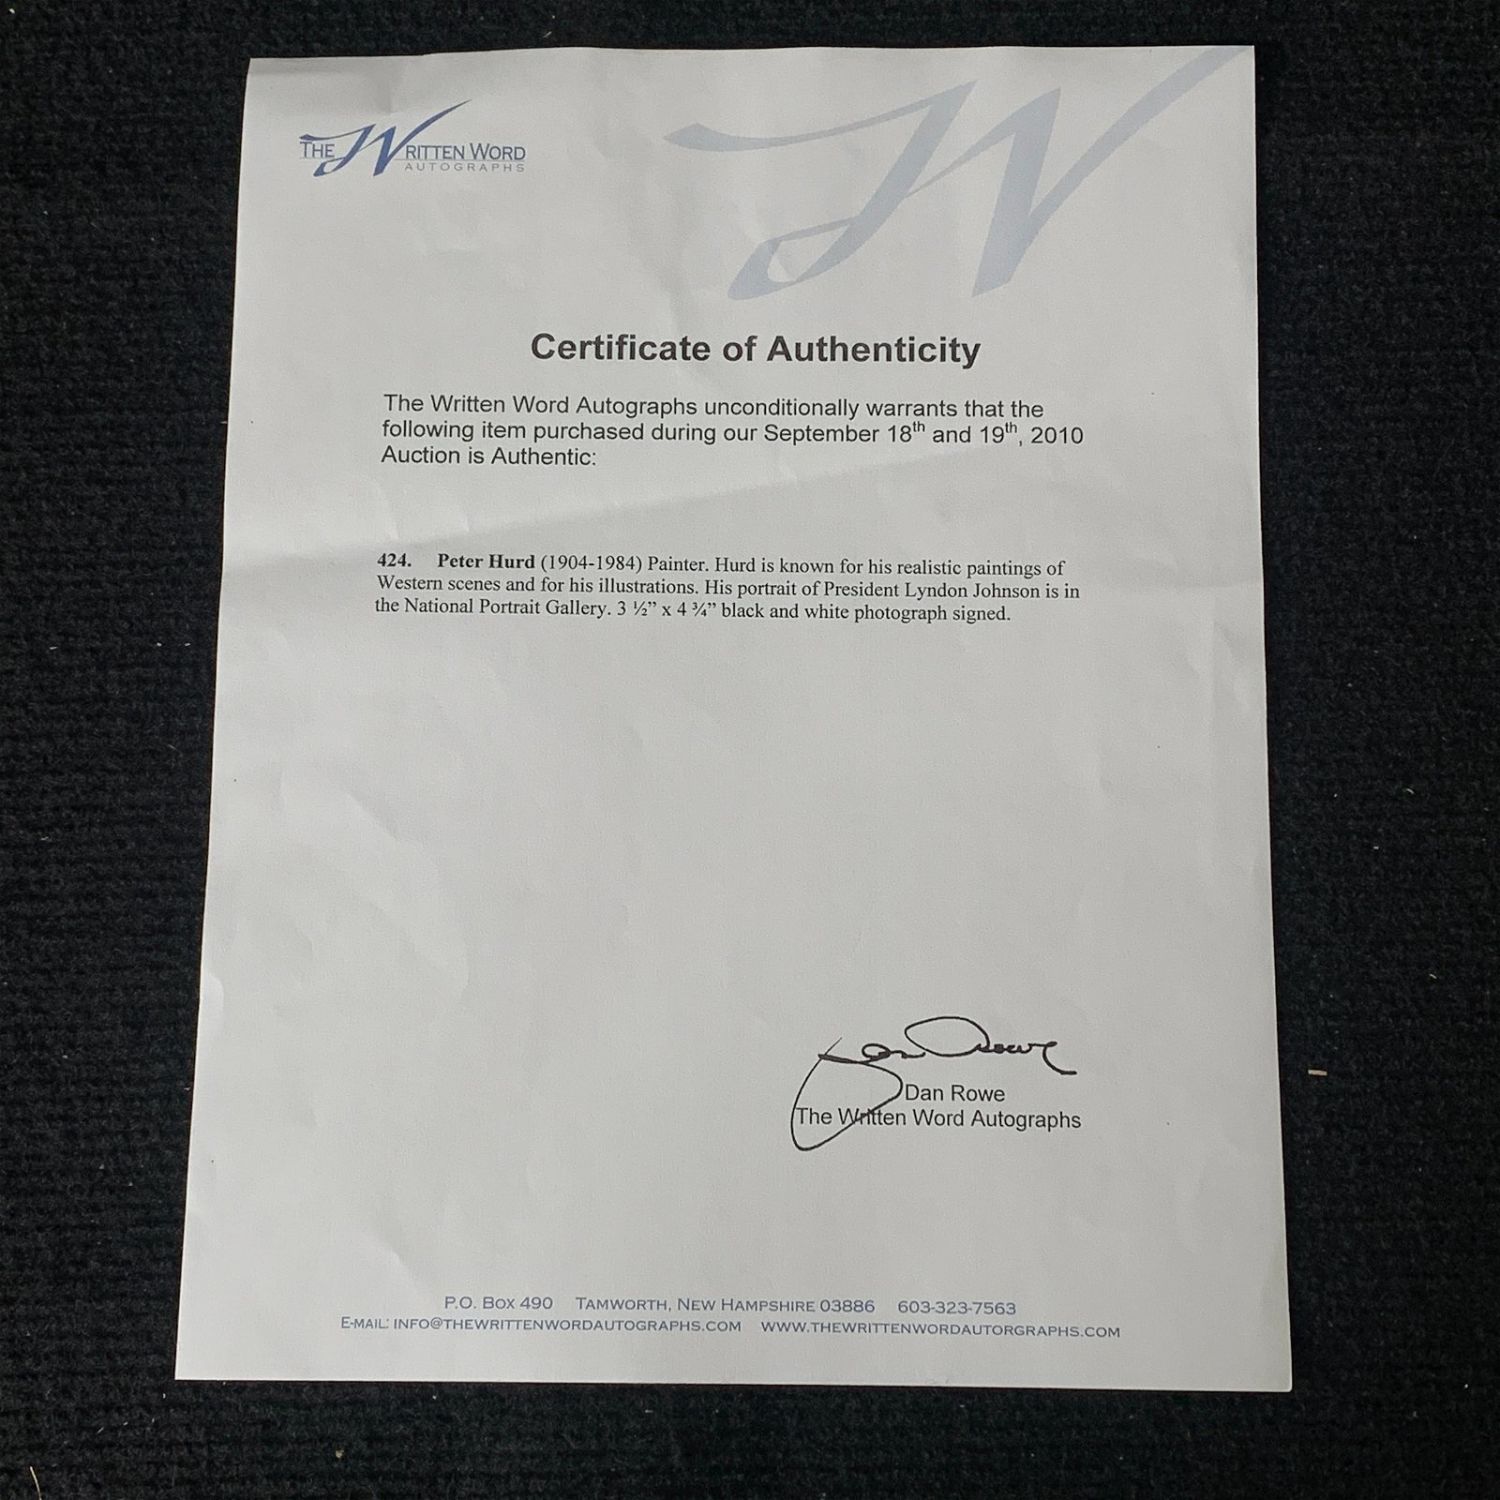 THE WRITTEN WORD
AUTOGRAPHS
Certificate of Authenticity
The Written Word Autographs unconditionally warrants that the
following item purchased during our September 18th and 19th, 2010
Auction is Authentic:
424. Peter Hurd (1904-1984) Painter. Hurd is known for his realistic paintings of
Western scenes and for his illustrations. His portrait of President Lyndon Johnson is in
the National Portrait Gallery. 3 ½” x 4 ¾” black and white photograph signed.
Dan Rowe
Dan Rowe
The Written Word Autographs
P.O. BOX 490 TAMWORTH, NEW HAMPSHIRE 03886 603-323-7563
E-MAIL: INFO@THEWRITTENWORDAUTOGRAPHS.COM WWW.THEWRITTENWORDAUTORGRAPHS.COM